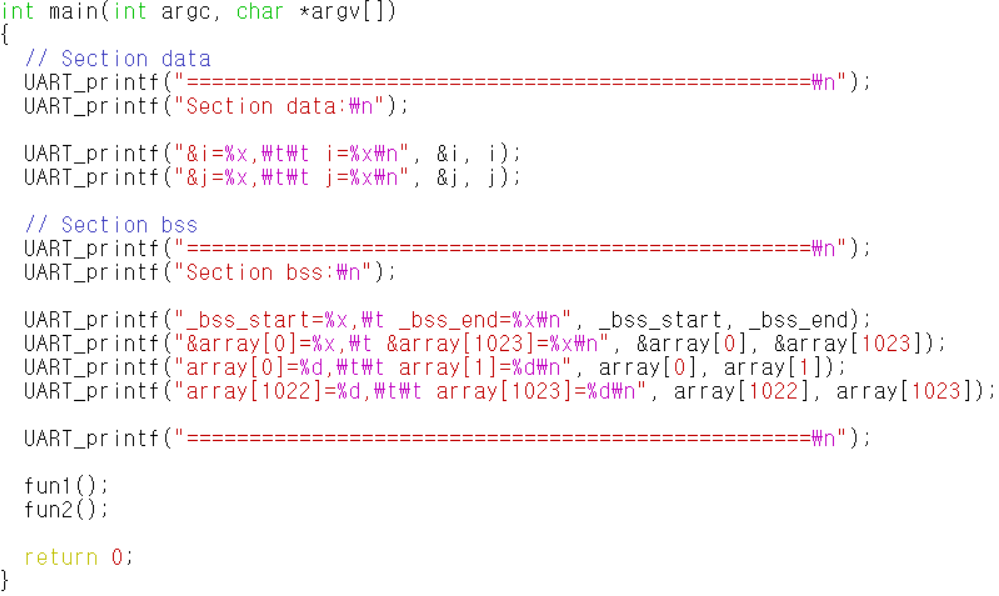 int main(int argc, char *argv[])
{
// Section data
UART_printf("==================================================₩n");
UART_printf("Section data:₩n");
UART_printf("&i=%x,₩t₩t i=%x₩n", &i, i);
UART_printf("&j=%x,₩t₩t j=%x₩n", &j, j);
// Section bss
UART_printf("==================================================₩n");
UART_printf("Section bss:₩n");
UART_printf("_bss_start=%x,₩t _bss_end=%x₩n", _bss_start, _bss_end);
UART_printf("&array[0]=%x,₩t &array[1023]=%x₩n", &array[0], &array[1023]);
UART_printf("array[0]=%d,₩t₩t array[1]=%d₩n", array[0], array[1]);
UART_printf("array[1022]=%d,₩t₩t array[1023]=%d₩n", array[1022], array[1023]);
UART_printf("==================================================₩n");
fun1();
fun2();
return 0;
}